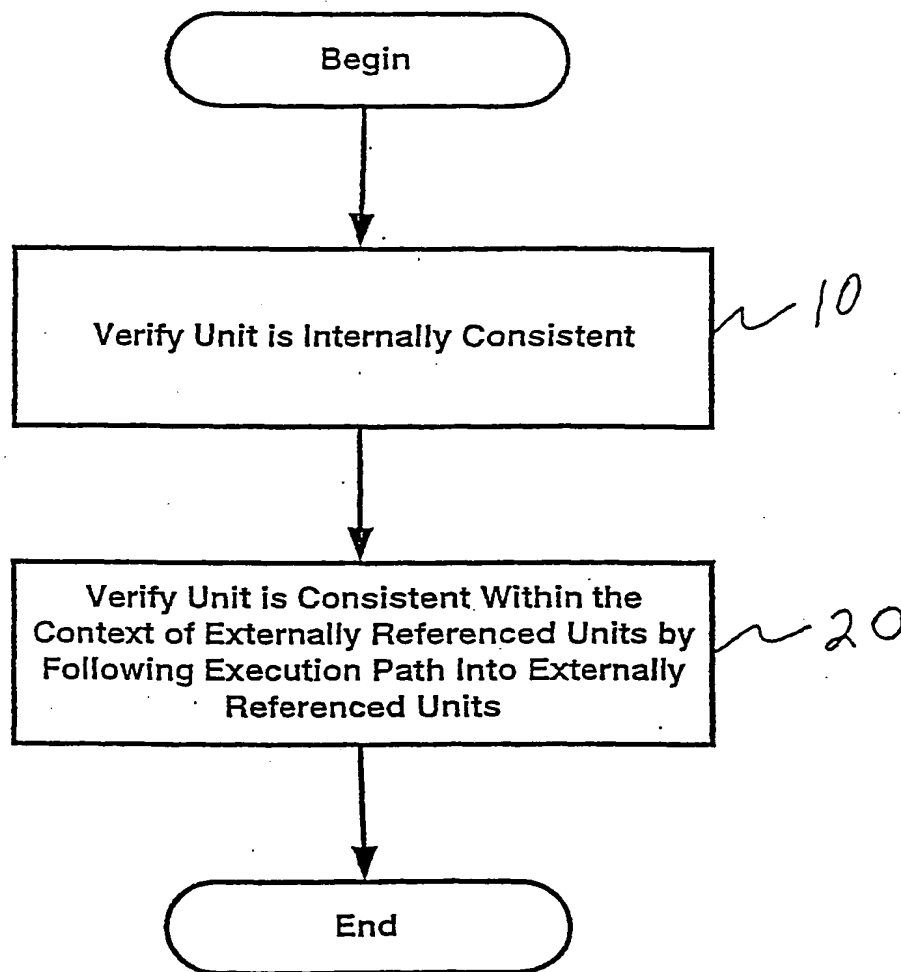 Begin
Verify Unit is Internally Consistent
10
Verify Unit is Consistent Within the
Context of Externally Referenced Units by
Following Execution Path Into Externally
Referenced Units
20
End